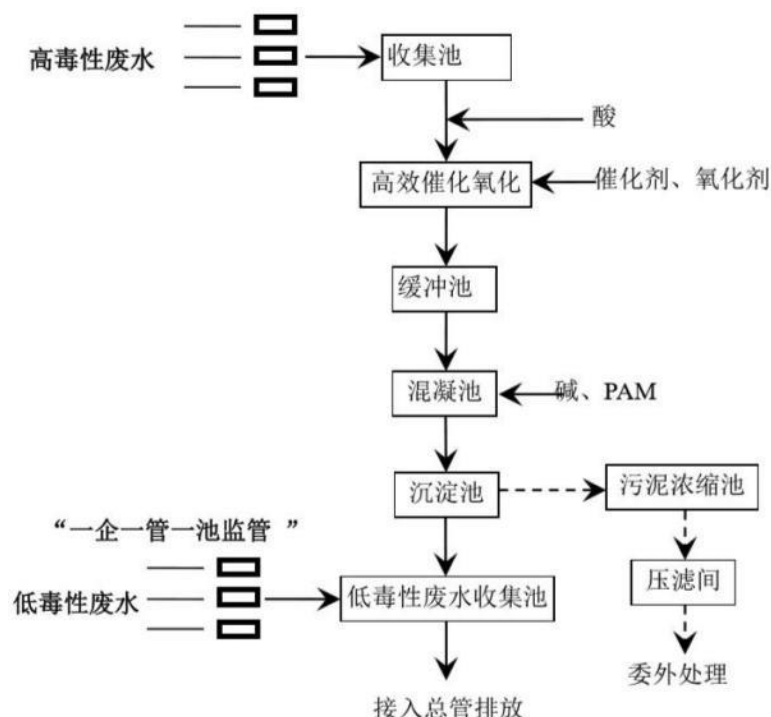 高毒性废水
收集池
酸
高效催化氧化
催化剂、氧化剂
缓冲池
混凝池
碱、PAM
沉淀池
污泥浓缩池
“一企一管一池监管 ”
压滤间
低毒性废水
低毒性废水收集池
委外处理
接入总管排放